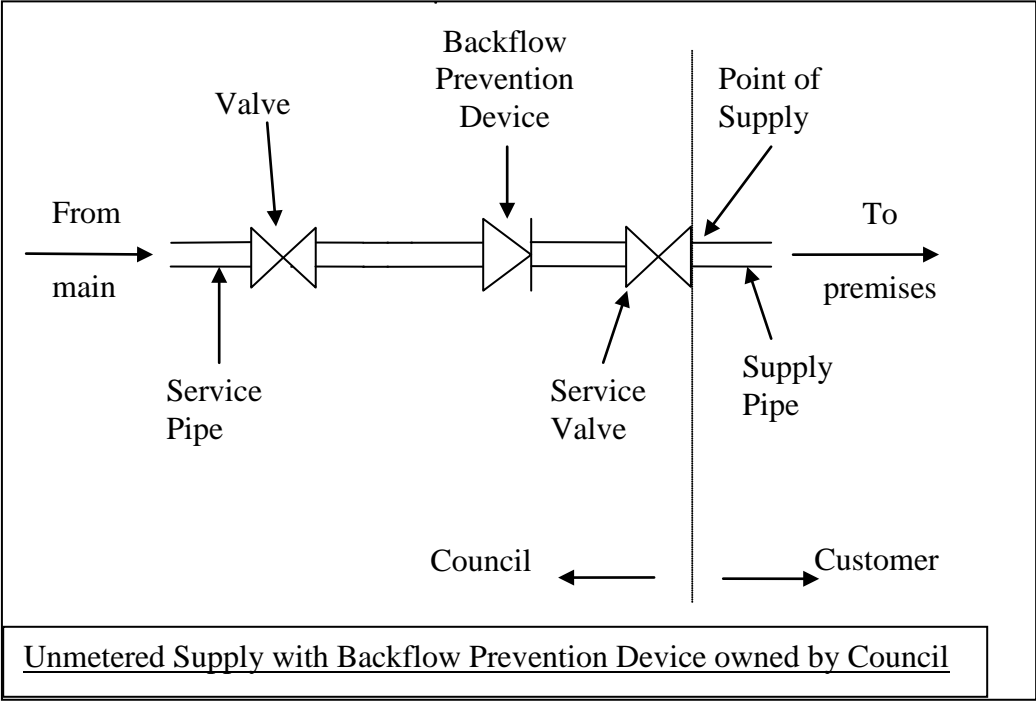 Backflow
Prevention
Device
Point of
Supply
Valve
From
main
To
premises
Service
Pipe
Service
Valve
Supply
Pipe
Council
Customer
Unmetered Supply with Backflow Prevention Device owned by Council